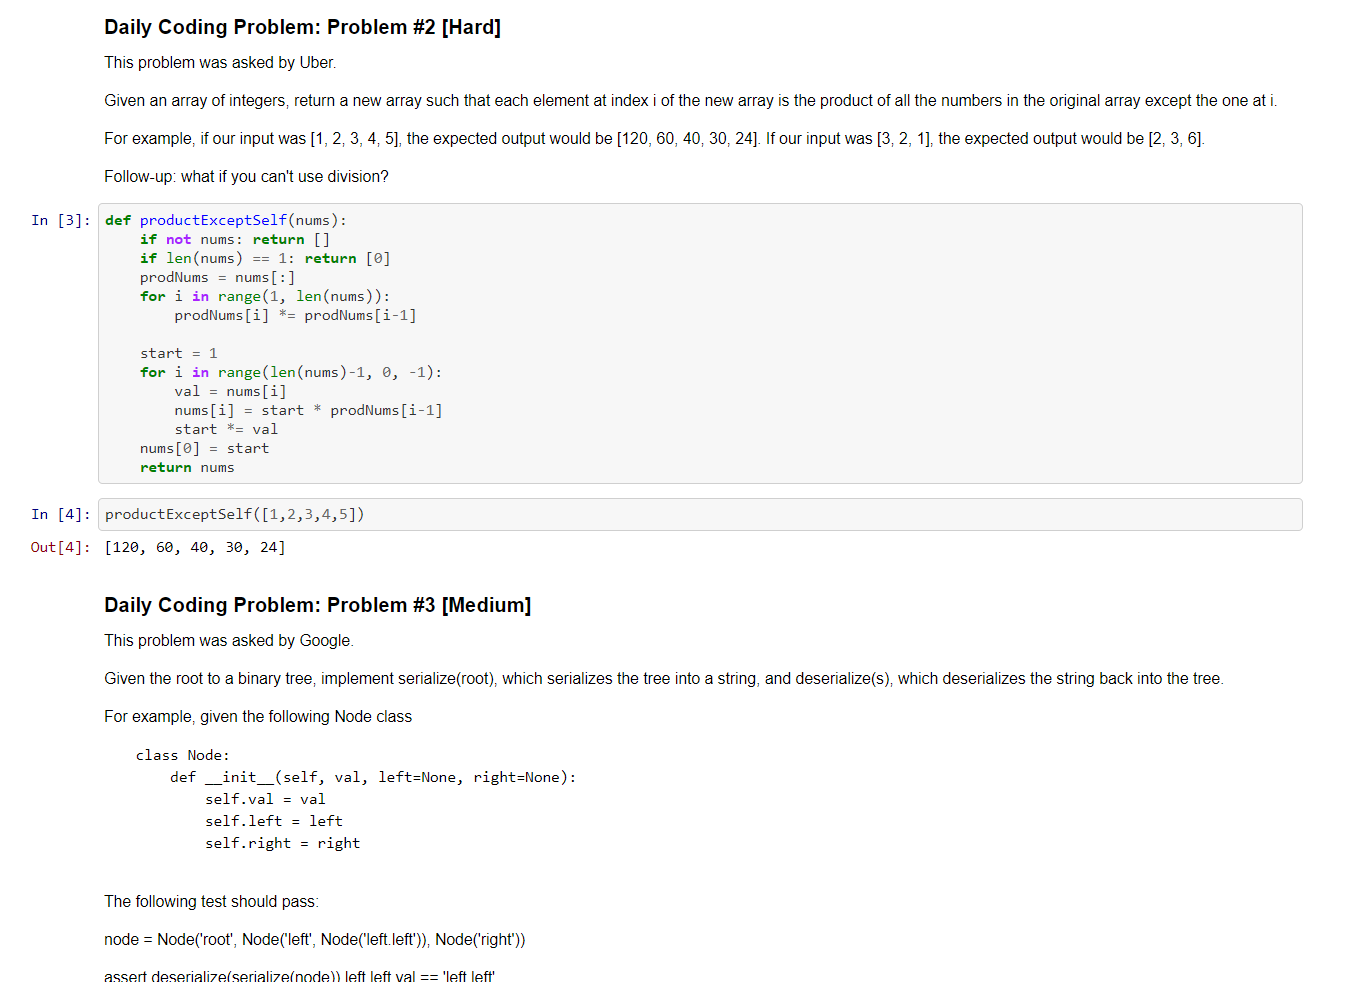 Daily Coding Problem: Problem #2 [Hard]
This problem was asked by Uber.
Given an array of integers, return a new array such that each element at index i of the new array is the product of all the numbers in the original array except the one at i.
For example, if our input was [1, 2, 3, 4, 5], the expected output would be [120, 60, 40, 30, 24]. If our input was [3, 2, 1], the expected output would be [2, 3, 6].
Follow-up: what if you can't use division?
In [3]: def productExceptSelf(nums):
    if not nums: return []
    if len(nums) == 1: return [0]
    prodNums = nums[:]
    for i in range(1, len(nums)):
        prodNums[i] *= prodNums[i-1]
    start = 1
    for i in range(len(nums)-1, 0, -1):
        val = nums[i]
        nums[i] = start * prodNums[i-1]
        start *= val
    nums[0] = start
    return nums
In [4]: productExceptSelf([1,2,3,4,5])
Out[4]: [120, 60, 40, 30, 24]
Daily Coding Problem: Problem #3 [Medium]
This problem was asked by Google.
Given the root to a binary tree, implement serialize(root), which serializes the tree into a string, and deserialize(s), which deserializes the string back into the tree.
For example, given the following Node class
class Node:
    def __init__(self, val, left=None, right=None):
        self.val = val
        self.left = left
        self.right = right
The following test should pass:
node = Node('root', Node('left', Node('left.left')), Node('right'))
assert deserialize(serialize(node)).left.left.val == 'left.left'